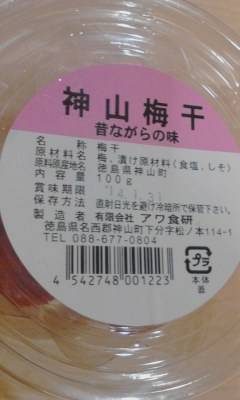 神山梅干
昔ながらの味
名称 梅干
原材料名 梅、漬け原材料(食塩、しそ)
原料原産地名 徳島県神山町
内容量 100g
賞味期限
保存方法 直射日光を避け冷暗所で保管下さい。
製造者 有限会社 アワ食研
徳島県名西郡神山町下分字松ノ本114-1
TEL 088-677-0804
4 542748 001223
本体 蓋